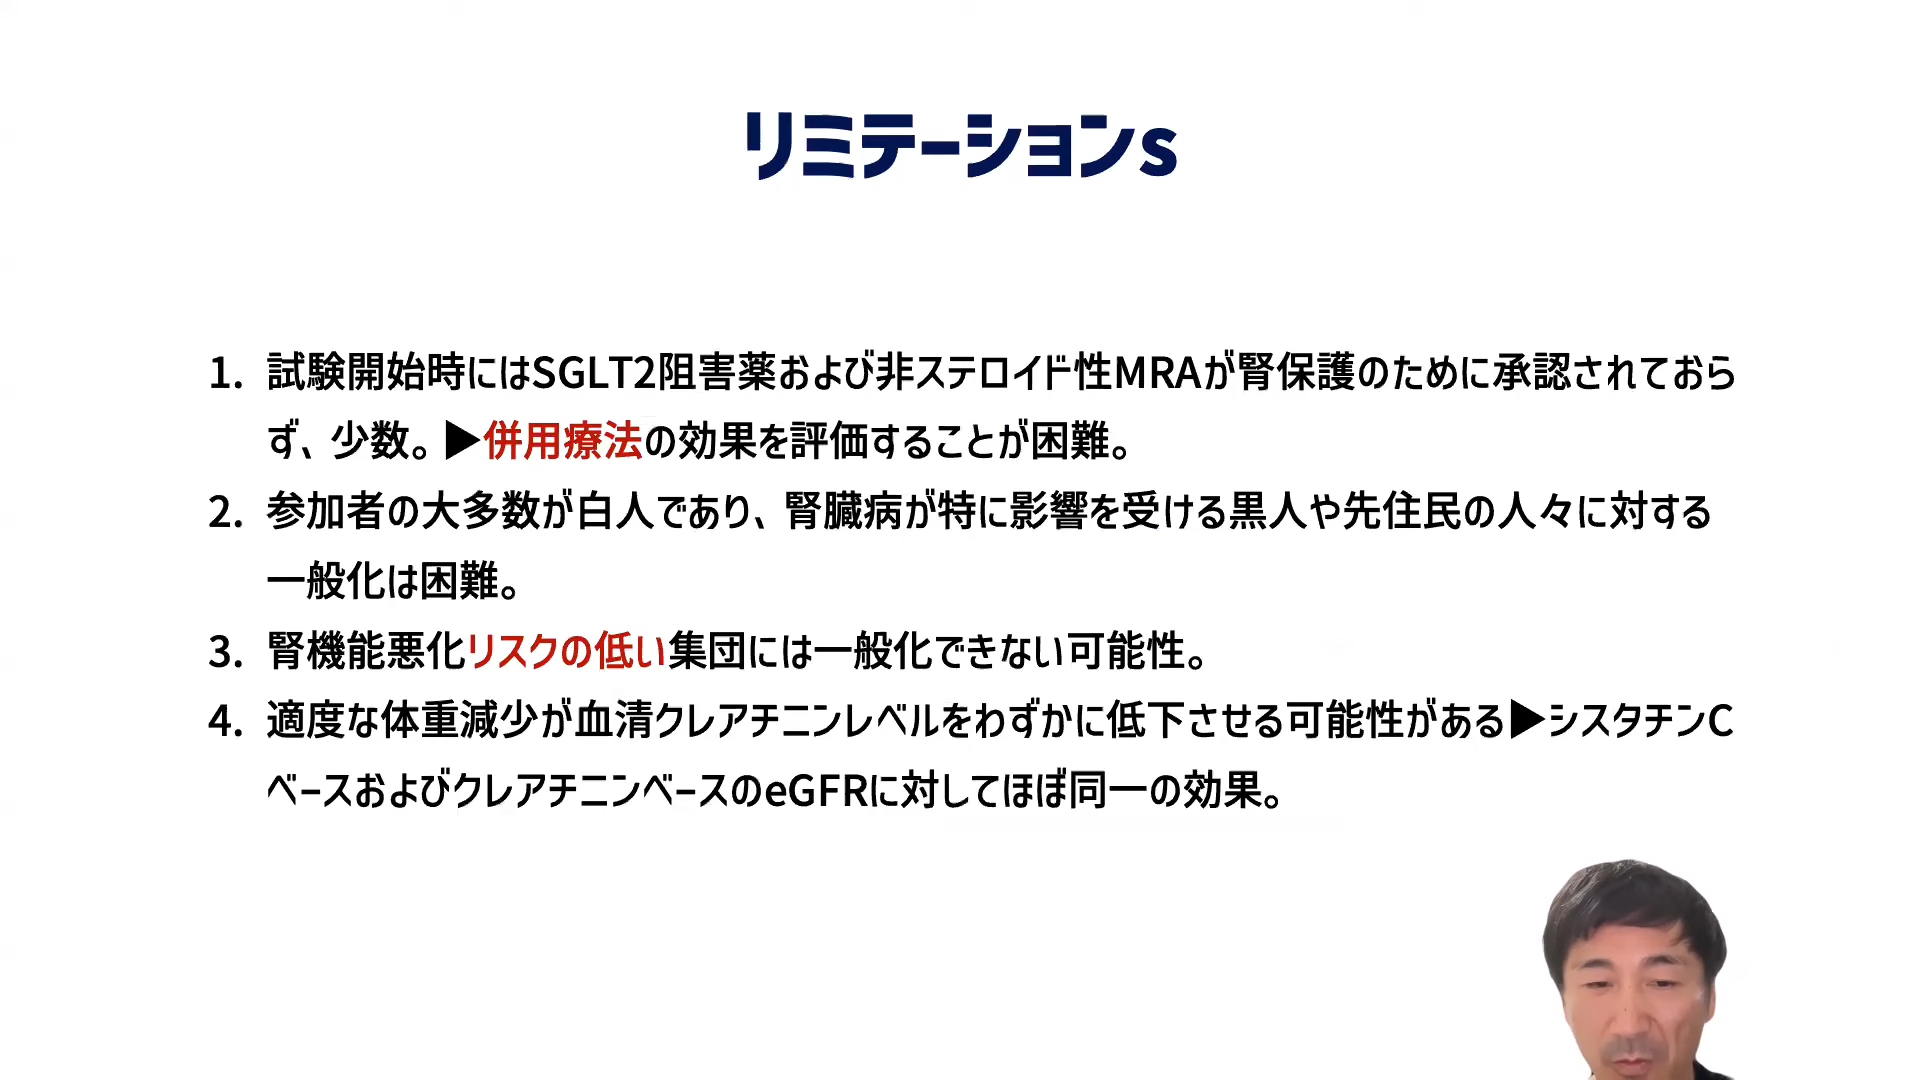 リミテーションs
1. 試験開始時にはSGLT2阻害薬および非ステロイド性MRAが腎保護のために承認されておら
ず、少数。▶併用療法の効果を評価することが困難。
2. 参加者の大多数が白人であり、腎臓病が特に影響を受ける黒人や先住民の人々に対する
一般化は困難。
3. 腎機能悪化リスクの低い集団には一般化できない可能性。
4. 適度な体重減少が血清クレアチニンレベルをわずかに低下させる可能性がある▶シスタチンC
ベースおよびクレアチニンベースのeGFRに対してほぼ同一の効果。